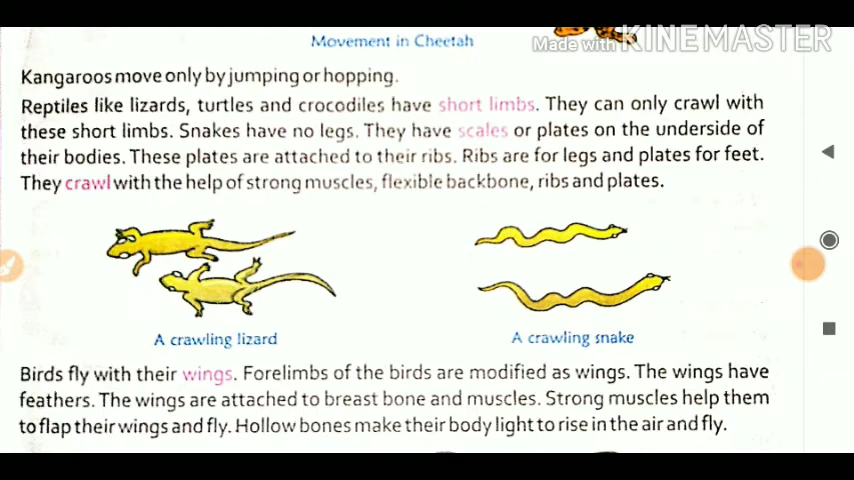 Movement in Cheetah
Made with KINEMASTER
Kangaroos move only by jumping or hopping.
Reptiles like lizards, turtles and crocodiles have short limbs. They can only crawl with
these short limbs. Snakes have no legs. They have scales or plates on the underside of
their bodies. These plates are attached to their ribs. Ribs are for legs and plates for feet.
They crawl with the help of strong muscles, flexible backbone, ribs and plates.
A crawling lizard
A crawling snake
Birds fly with their wings. Forelimbs of the birds are modified as wings. The wings have
feathers. The wings are attached to breast bone and muscles. Strong muscles help them
to flap their wings and fly. Hollow bones make their body light to rise in the air and fly.